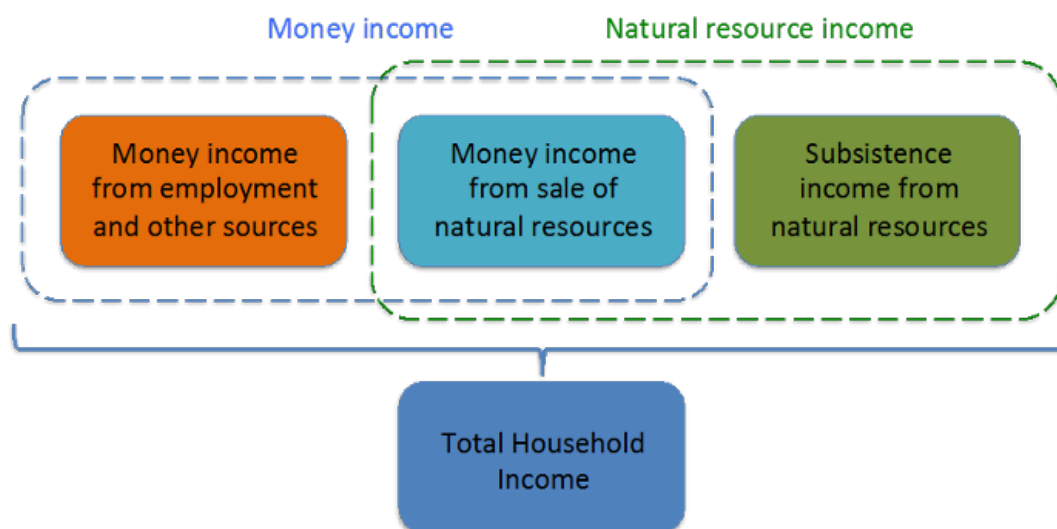 Money income
Natural resource income
Money income
from employment
and other sources
Money income
from sale of
natural resources
Subsistence
income from
natural resources
Total Household
Income